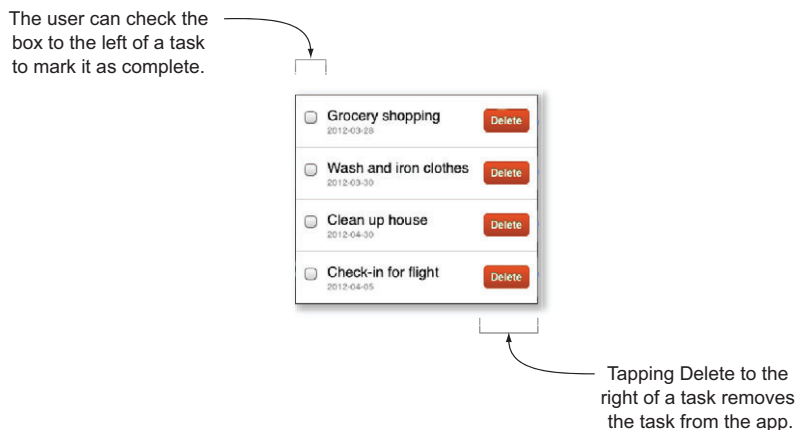 The user can check the
box to the left of a task
to mark it as complete.
Grocery shopping
Delete
2012-03-28
Wash and iron clothes
Delete
2012-03-30
Clean up house
Delete
2012-04-30
Check-in for flight
Delete
2012-04-05
Tapping Delete to the
right of a task removes
the task from the app.